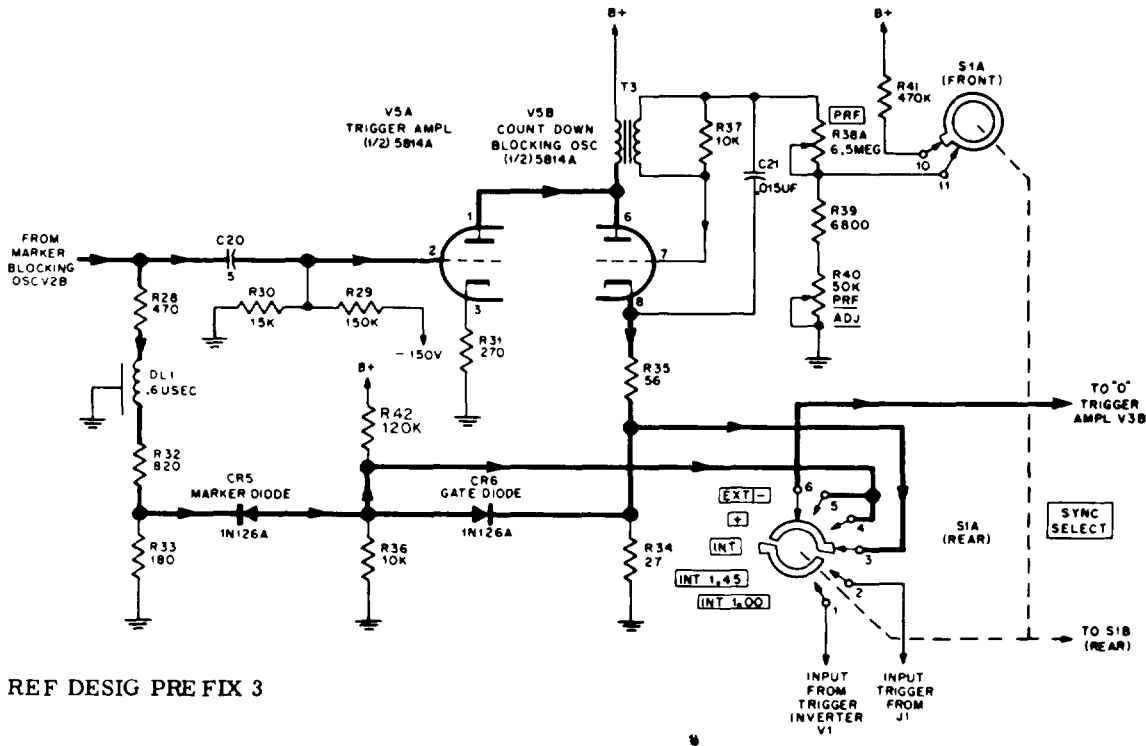 B+
B+
T3
S1A
(FRONT)
R41
470K
V5A
TRIGGER AMPL
(1/2) 5814A
V5B
COUNT DOWN
BLOCKING OSC
(1/2) 5814A
R37
10K
PRF
R38A
6.5MEG
C21
.015UF
10
11
1
6
R39
6800
FROM
MARKER
BLOCKING
OSC V2B
C20
5
2
7
3
8
R28
470
R30
15K
R29
150K
-150V
R31
270
R40
50K
PRF
ADJ
R35
56
DL1
.6USEC
B+
R42
120K
TO "0"
TRIGGER
AMPL V3B
R32
820
CR5
MARKER DIODE
1N126A
CR6
GATE DIODE
1N126A
6
EXT -
5
+
4
S1A
(REAR)
SYNC
SELECT
INT
3
R33
180
R36
10K
R34
27
INT 1.45
2
INT 1.00
1
TO S1B
(REAR)
REF DESIG PREFIX 3
INPUT
FROM
TRIGGER
INVERTER
V1
INPUT
TRIGGER
FROM
J1